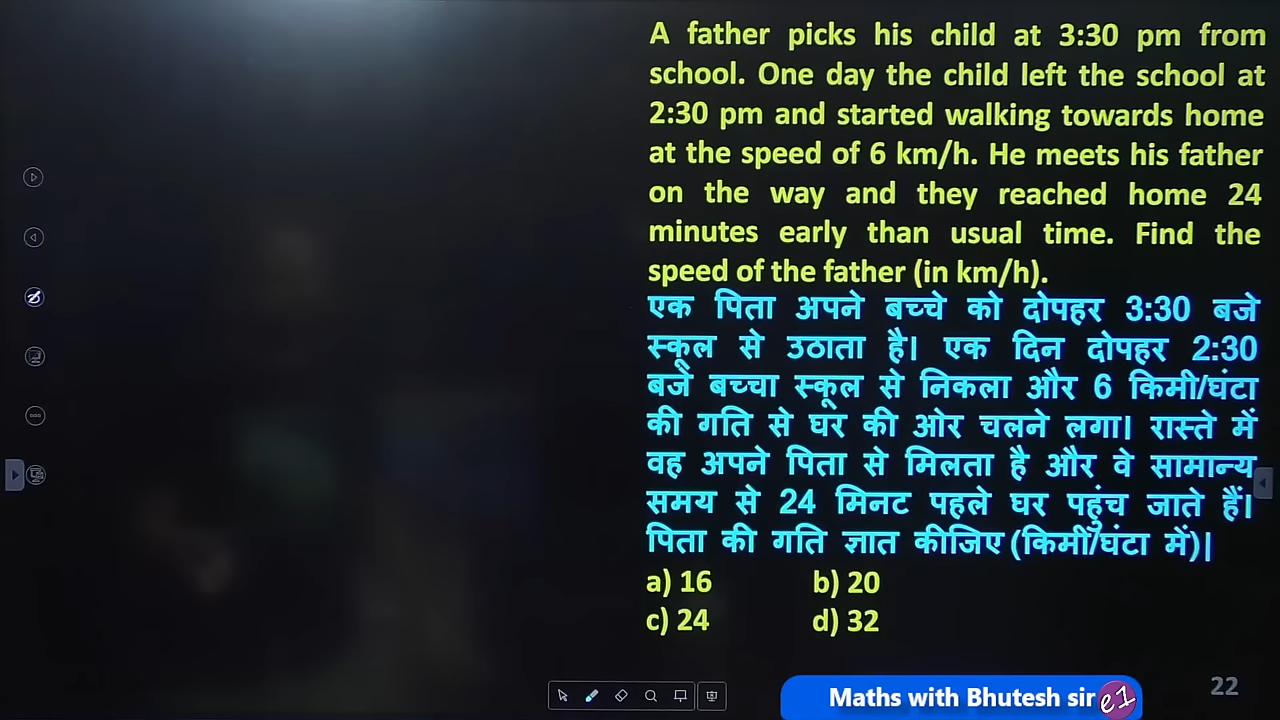 A father picks his child at 3:30 pm from
school. One day the child left the school at
2:30 pm and started walking towards home
at the speed of 6 km/h. He meets his father
on the way and they reached home 24
minutes early than usual time. Find the
speed of the father (in km/h).
एक पिता अपने बच्चे को दोपहर 3:30 बजे
स्कूल से उठाता है। एक दिन दोपहर 2:30
बजे बच्चा स्कूल से निकला और 6 किमी/घंटा
की गति से घर की ओर चलने लगा। रास्ते में
वह अपने पिता से मिलता है और वे सामान्य
समय से 24 मिनट पहले घर पहुंच जाते हैं।
पिता की गति ज्ञात कीजिए (किमी/घंटा में)।
a) 16 b) 20
c) 24 d) 32
Maths with Bhutesh sir e1
22